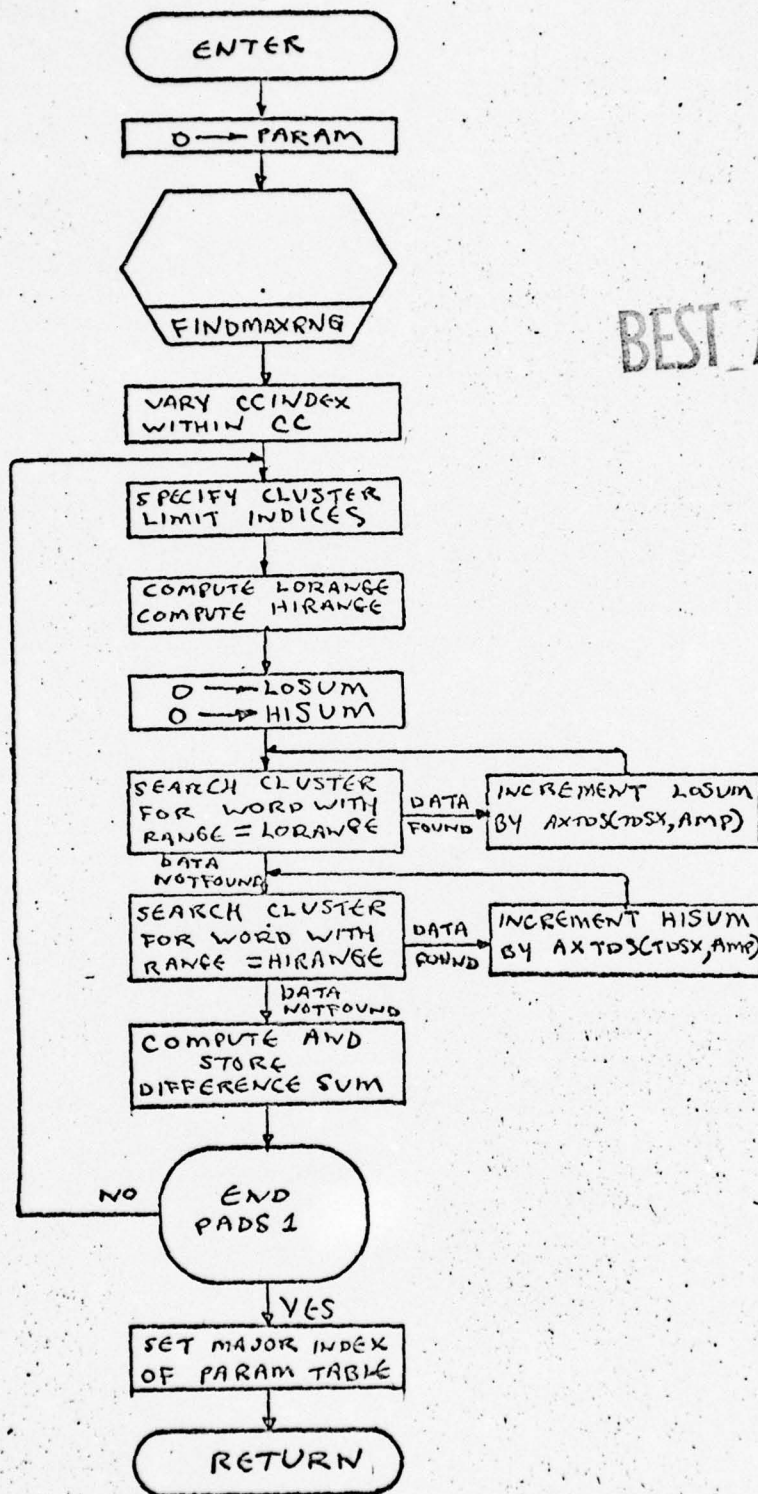 ENTER
0 → PARAM
FINDMAXRNG
BEST
VARY CCINDEX
WITHIN CC
SPECIFY CLUSTER
LIMIT INDICES
COMPUTE LORANGE
COMPUTE HIRANGE
0 → LOSUM
0 → HISUM
SEARCH CLUSTER
FOR WORD WITH
RANGE = LORANGE
DATA
FOUND
INCREMENT LOSUM
BY AXTDS(TDSX,AMP)
DATA
NOTFOUND
SEARCH CLUSTER
FOR WORD WITH
RANGE = HIRANGE
DATA
FOUND
INCREMENT HISUM
BY AXTDS(TDSX,AMP)
DATA
NOTFOUND
COMPUTE AND
STORE
DIFFERENCE SUM
NO
END
PADS 1
YES
SET MAJOR INDEX
OF PARAM TABLE
RETURN